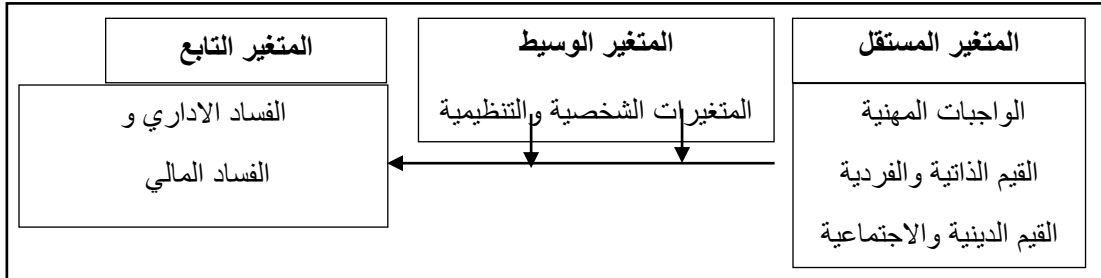 المتغير المستقل
الواجبات المهنية
القيم الذاتية والفردية
القيم الدينية والاجتماعية
المتغير الوسيط
المتغيرات الشخصية والتنظيمية
المتغير التابع
الفساد الاداري و
الفساد المالي